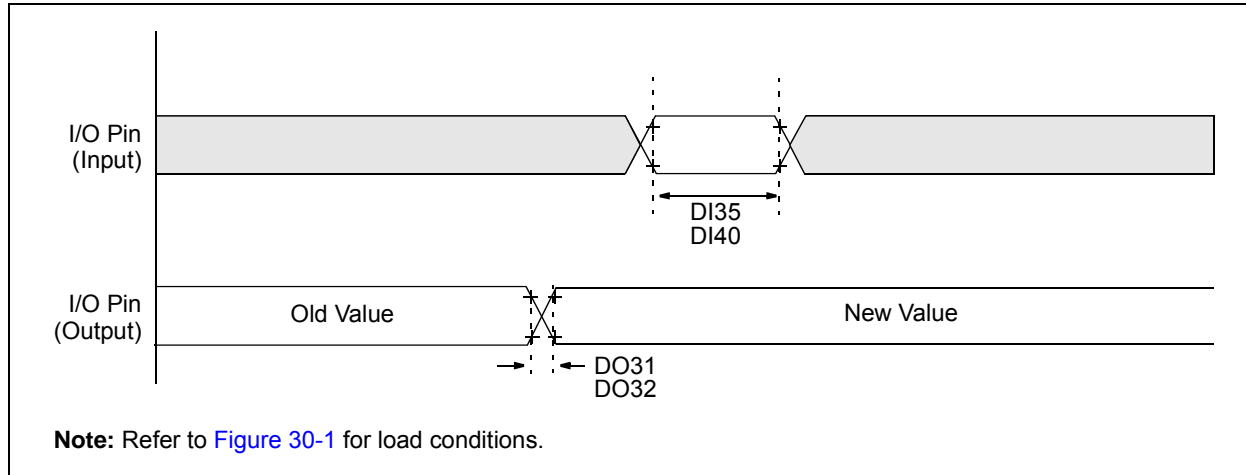 I/O Pin
(Input)
DI35
DI40
I/O Pin
(Output)
Old Value
New Value
DO31
DO32
Note: Refer to Figure 30-1 for load conditions.